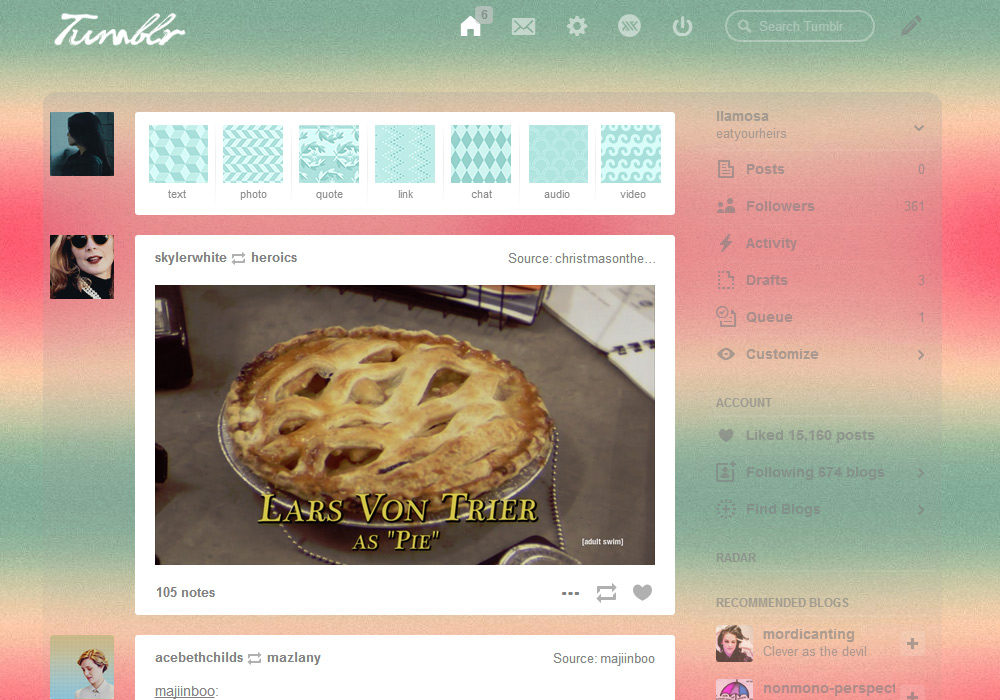 Tumblr
6
Search Tumblr
text photo quote link chat audio video
llamosa
eatyourheirs
Posts 0
Followers 361
Activity
Drafts 3
Queue 1
Customize
ACCOUNT
Liked 15,160 posts
Following 674 blogs
Find Blogs
RADAR
RECOMMENDED BLOGS
mordicanting
Clever as the devil
nonmono-perspect
skylerwhite heroics
Source: christmasonthe…
LARS VON TRIER
AS "PIE"
[adult swim]
105 notes
acebethchilds mazlany
Source: majiinboo
majiinboo: